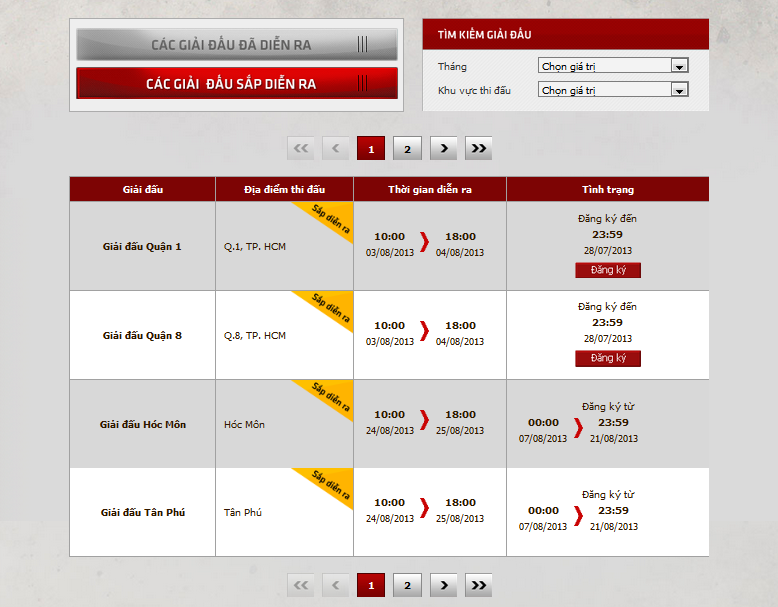 CÁC GIẢI ĐẤU ĐÃ DIỄN RA
CÁC GIẢI ĐẤU SẮP DIỄN RA
TÌM KIẾM GIẢI ĐẤU
Tháng
Chọn giá trị
Khu vực thi đấu
Chọn giá trị
<< < 1 2 > >>
Giải đấu Địa điểm thi đấu Thời gian diễn ra Tình trạng
Sắp diễn ra
Đăng ký đến
10:00 18:00 23:59
Giải đấu Quận 1 Q.1, TP. HCM 03/08/2013 04/08/2013 28/07/2013
Đăng ký
Sắp diễn ra
Đăng ký đến
10:00 18:00 23:59
Giải đấu Quận 8 Q.8, TP. HCM 03/08/2013 04/08/2013 28/07/2013
Đăng ký
Sắp diễn ra
Đăng ký từ
10:00 18:00 00:00 23:59
Giải đấu Hóc Môn Hóc Môn 24/08/2013 25/08/2013 07/08/2013 21/08/2013
Sắp diễn ra
Đăng ký từ
10:00 18:00 00:00 23:59
Giải đấu Tân Phú Tân Phú 24/08/2013 25/08/2013 07/08/2013 21/08/2013
<< < 1 2 > >>